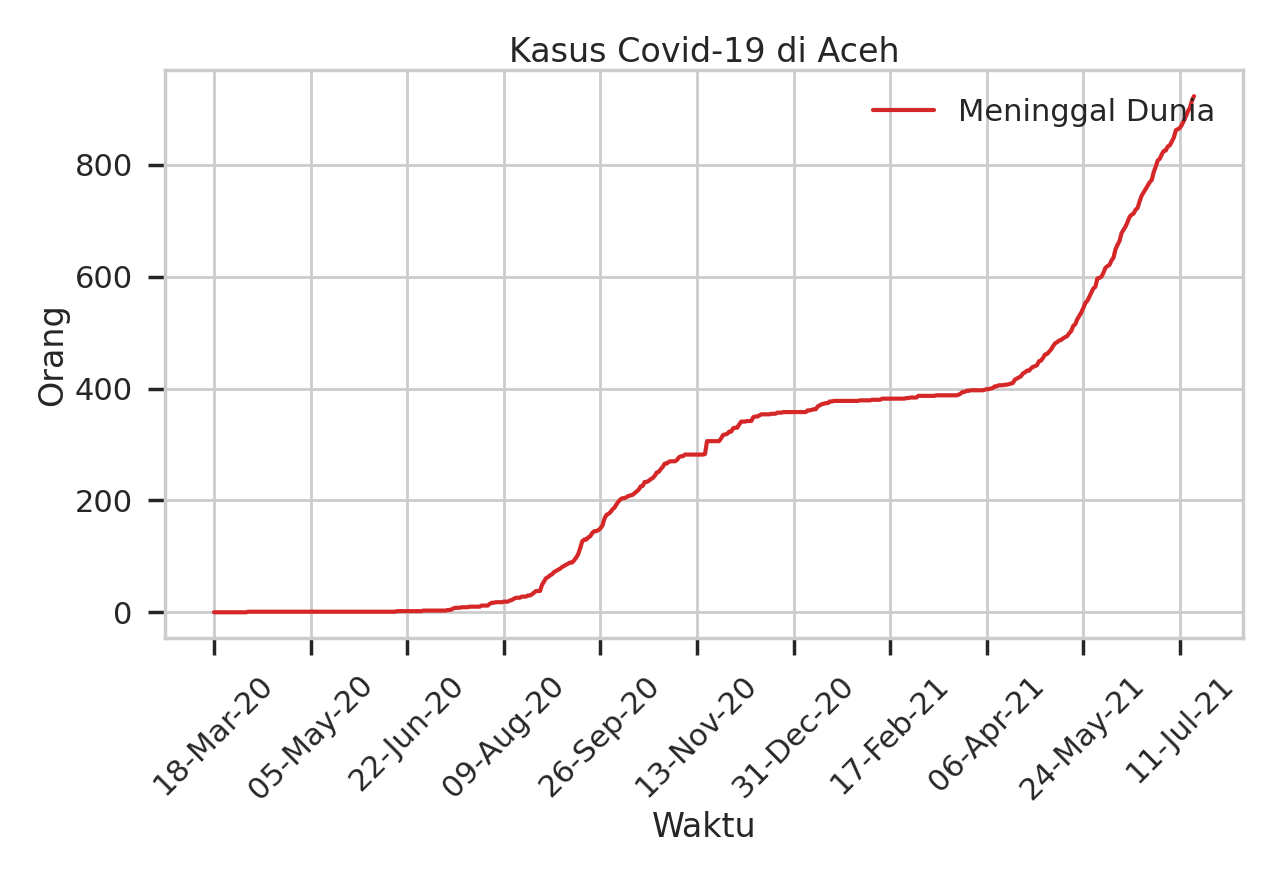 Kasus Covid-19 di Aceh
Meninggal Dunia
Orang
800
600
400
200
0
18-Mar-20
05-May-20
22-Jun-20
09-Aug-20
26-Sep-20
13-Nov-20
31-Dec-20
17-Feb-21
06-Apr-21
24-May-21
11-Jul-21
Waktu